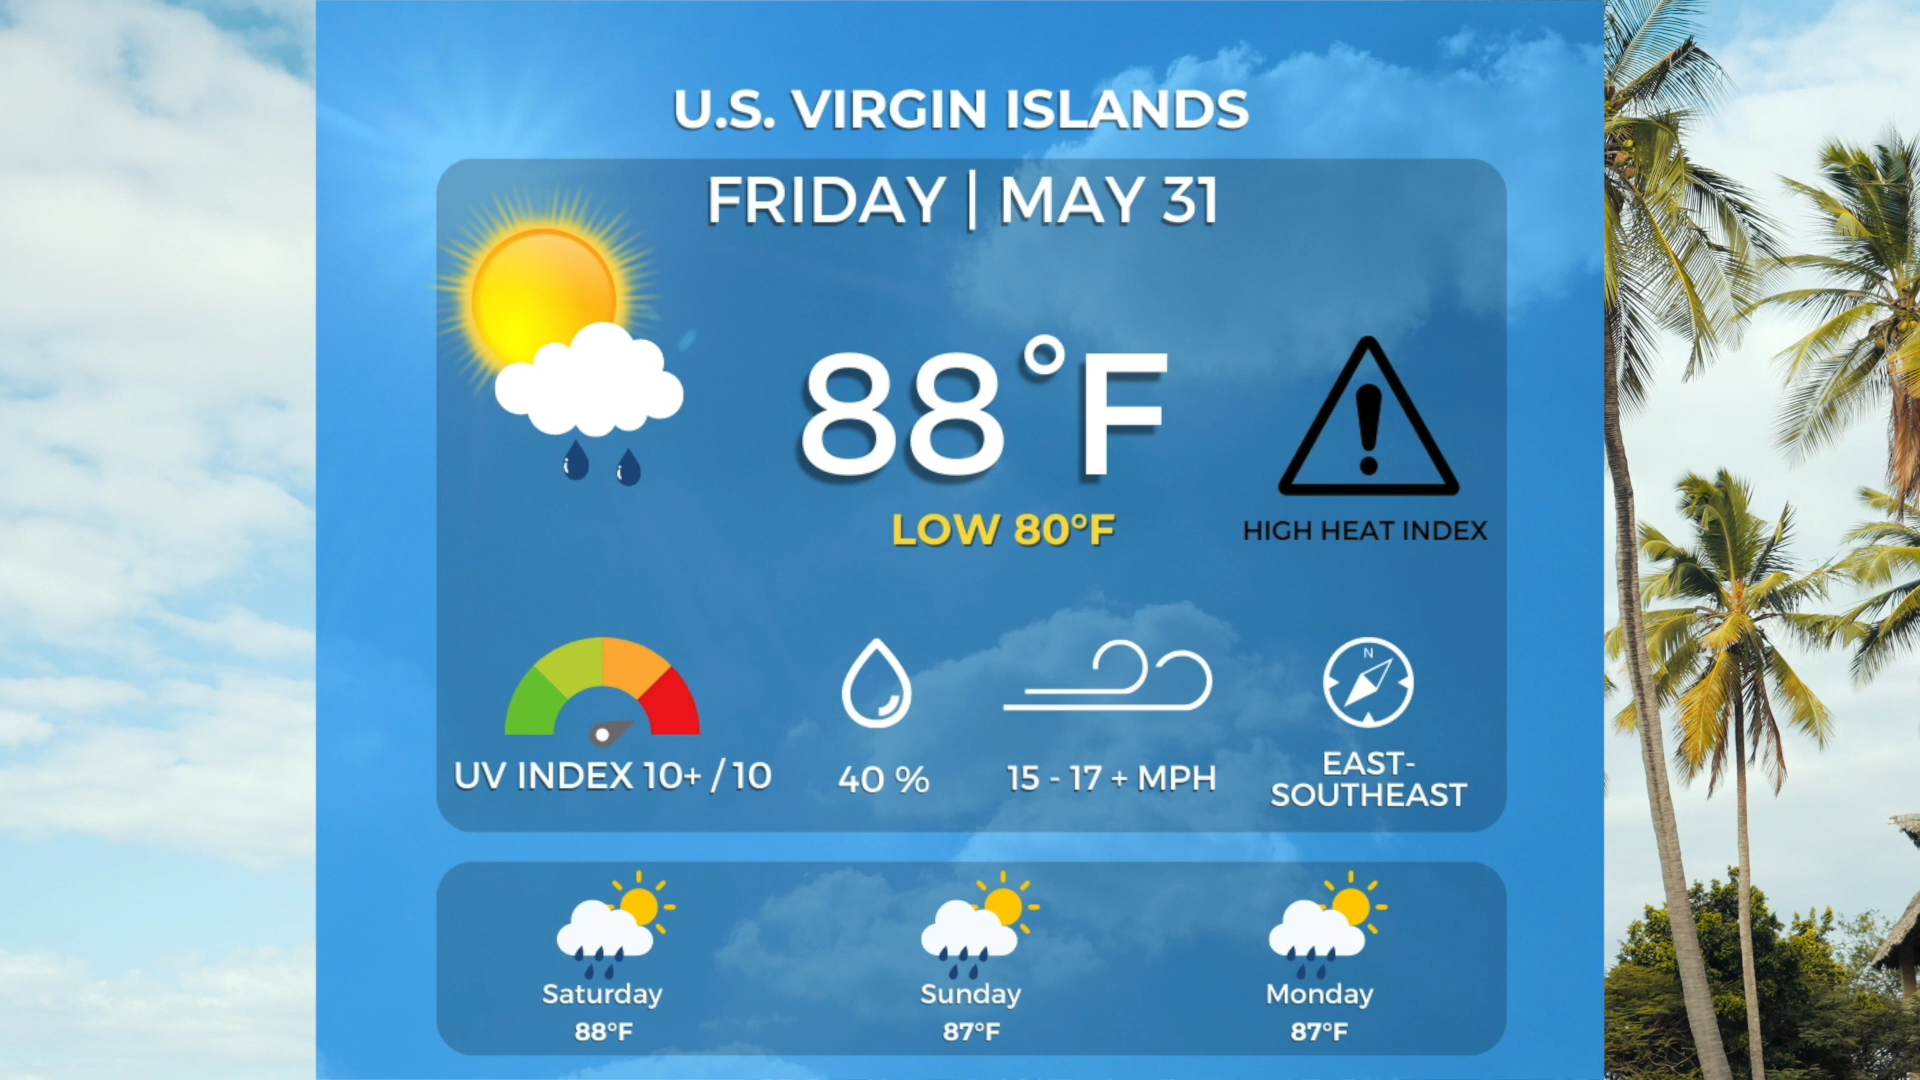 U.S. VIRGIN ISLANDS
FRIDAY | MAY 31
88°F
LOW 80°F
HIGH HEAT INDEX
N
UV INDEX 10+ / 10
40 %
15 - 17 + MPH
EAST-
SOUTHEAST
Saturday
88°F
Sunday
87°F
Monday
87°F